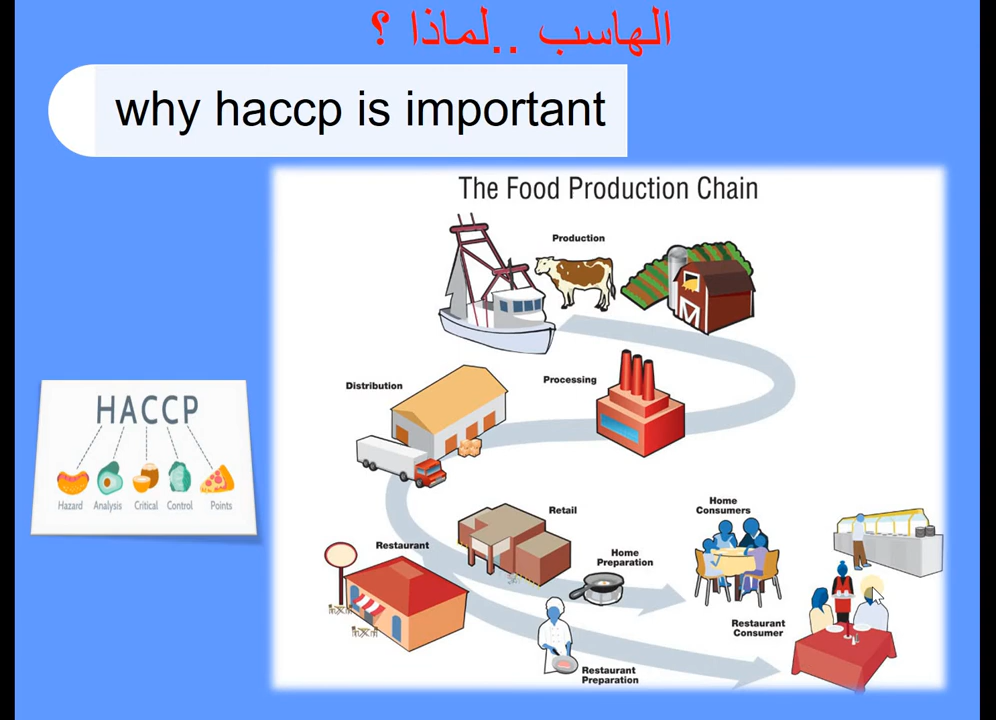 الهاسب ..لماذا ؟
why haccp is important
The Food Production Chain
Production
Distribution
Processing
HACCP
Hazard Analysis Critical Control Points
Retail
Home
Consumers
Restaurant
Home
Preparation
Restaurant
Consumer
Restaurant
Preparation